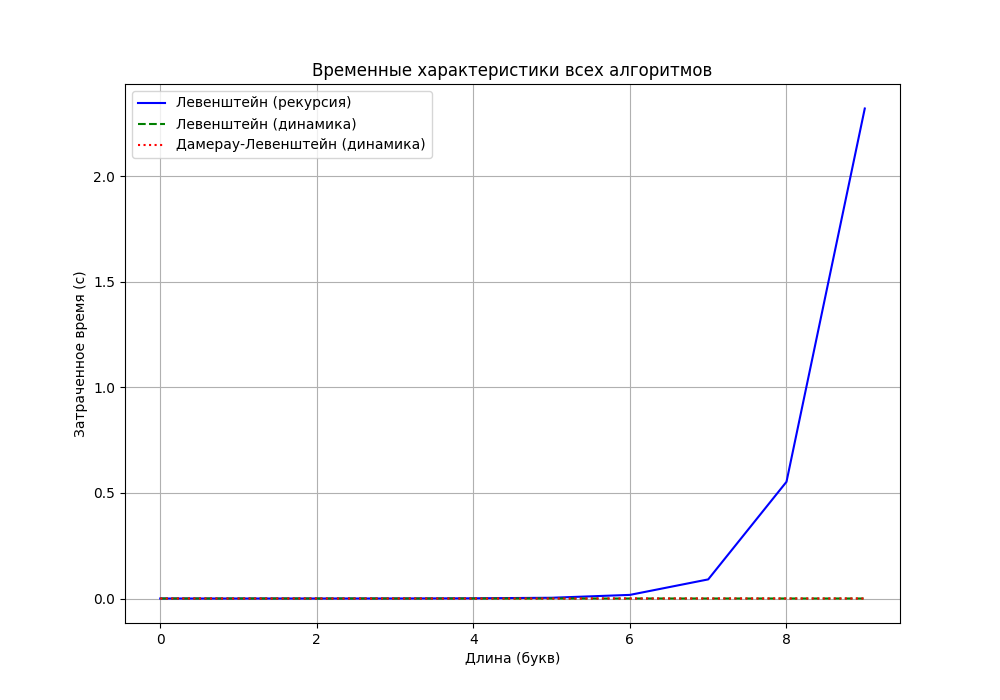 Временные характеристики всех алгоритмов
Левенштейн (рекурсия)
Левенштейн (динамика)
Дамерау-Левенштейн (динамика)
Затраченное время (с)
2.0
1.5
1.0
0.5
0.0
0 2 4 6 8
Длина (букв)